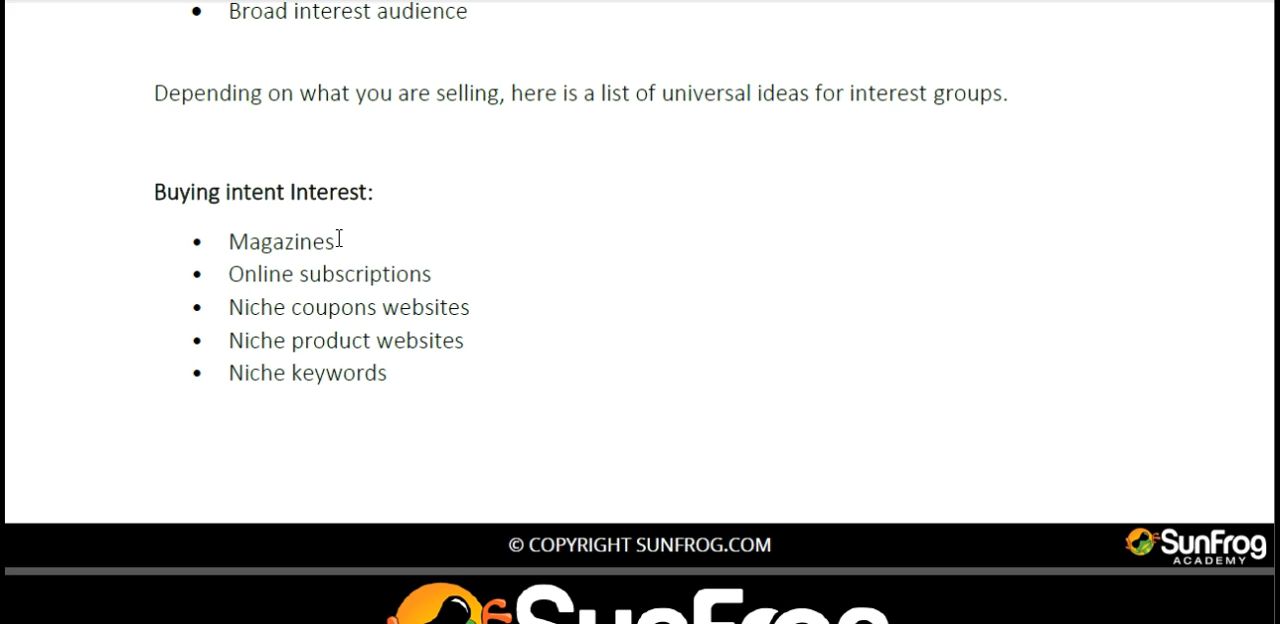 Broad interest audience
Depending on what you are selling, here is a list of universal ideas for interest groups.
Buying intent Interest:
Magazines
Online subscriptions
Niche coupons websites
Niche product websites
Niche keywords
© COPYRIGHT SUNFROG.COM
SunFrog
ACADEMY
SunFrog